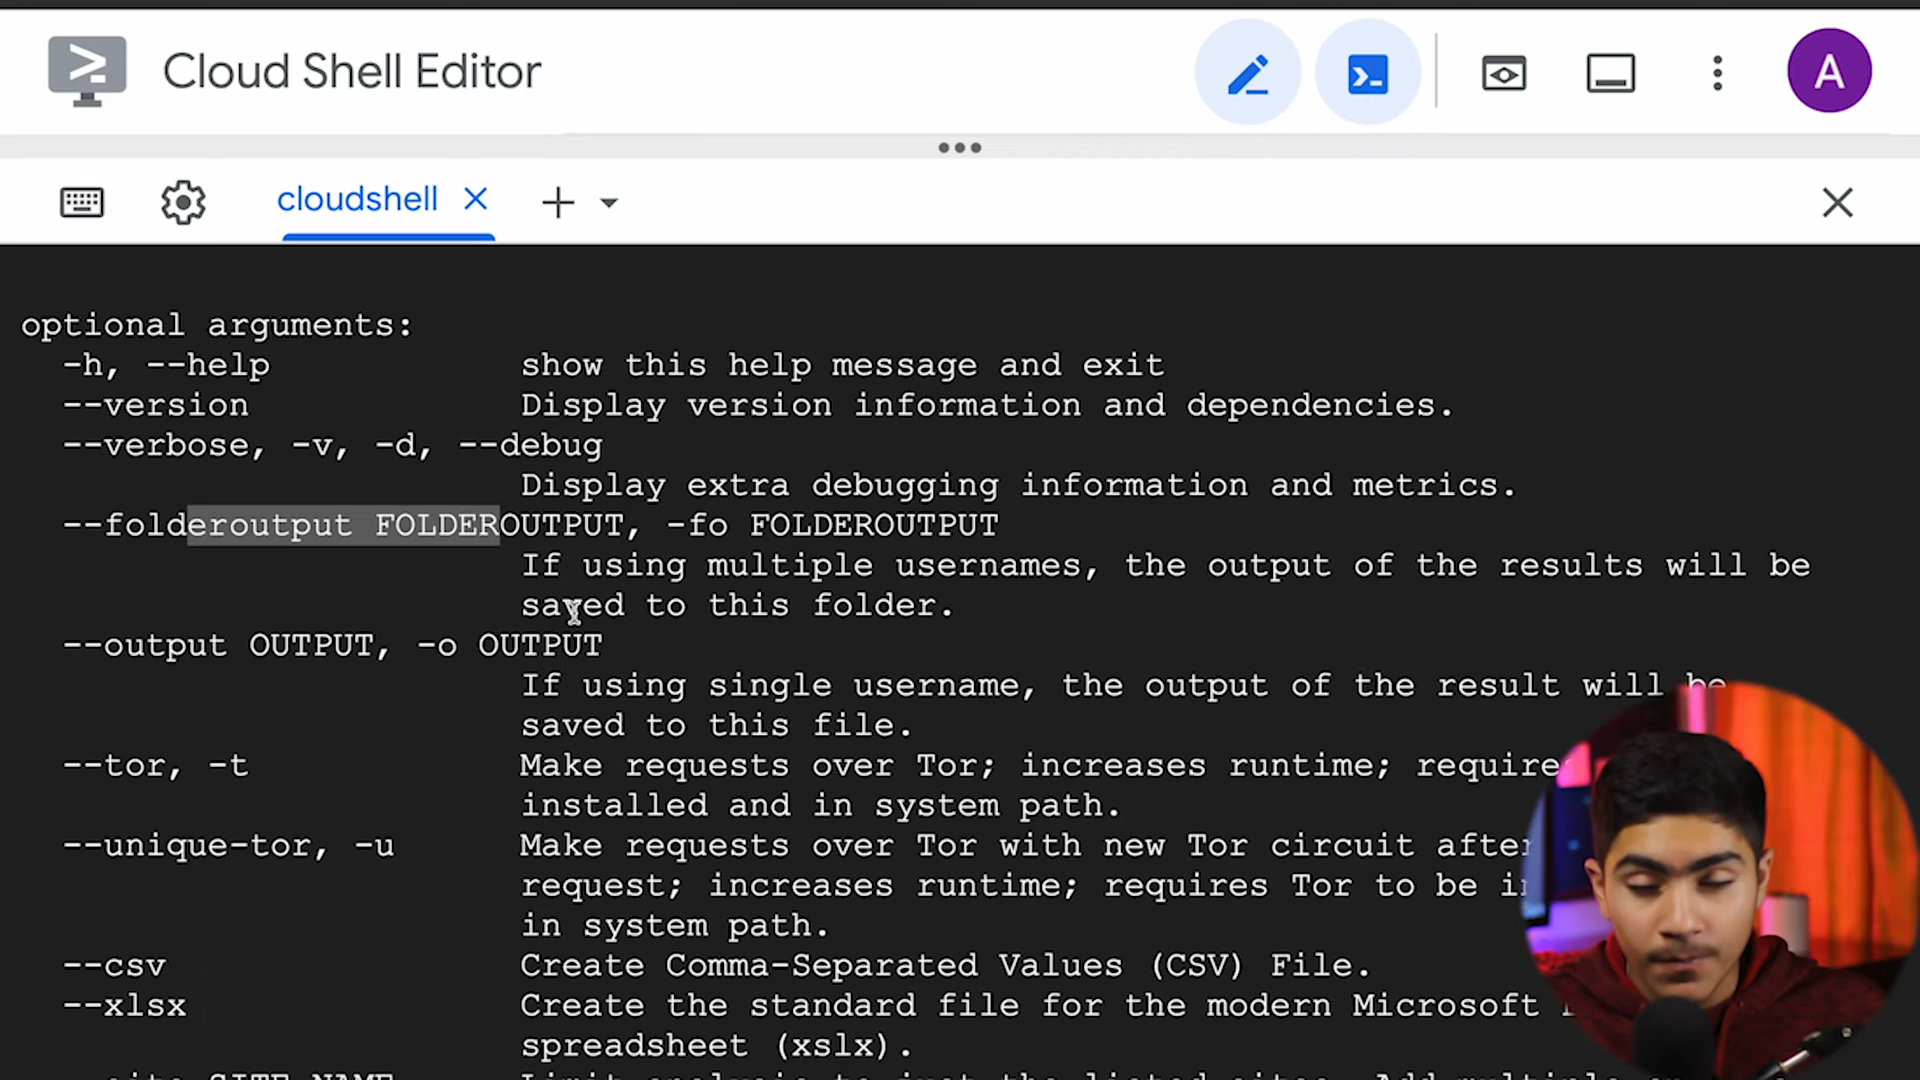 Cloud Shell Editor
A
cloudshell
optional arguments:
-h, --help show this help message and exit
--version Display version information and dependencies.
--verbose, -v, -d, --debug
Display extra debugging information and metrics.
--folderoutput FOLDEROUTPUT, -fo FOLDEROUTPUT
If using multiple usernames, the output of the results will be
saved to this folder.
--output OUTPUT, -o OUTPUT
If using single username, the output of the result will be
saved to this file.
--tor, -t Make requests over Tor; increases runtime;
installed and in system path.
--unique-tor, -u Make requests over Tor with new Tor circuit after
request; increases runtime; requires Tor to be
in system path.
--csv Create Comma-Separated Values (CSV) File.
--xlsx Create the standard file for the modern Microsoft
spreadsheet (xslx).